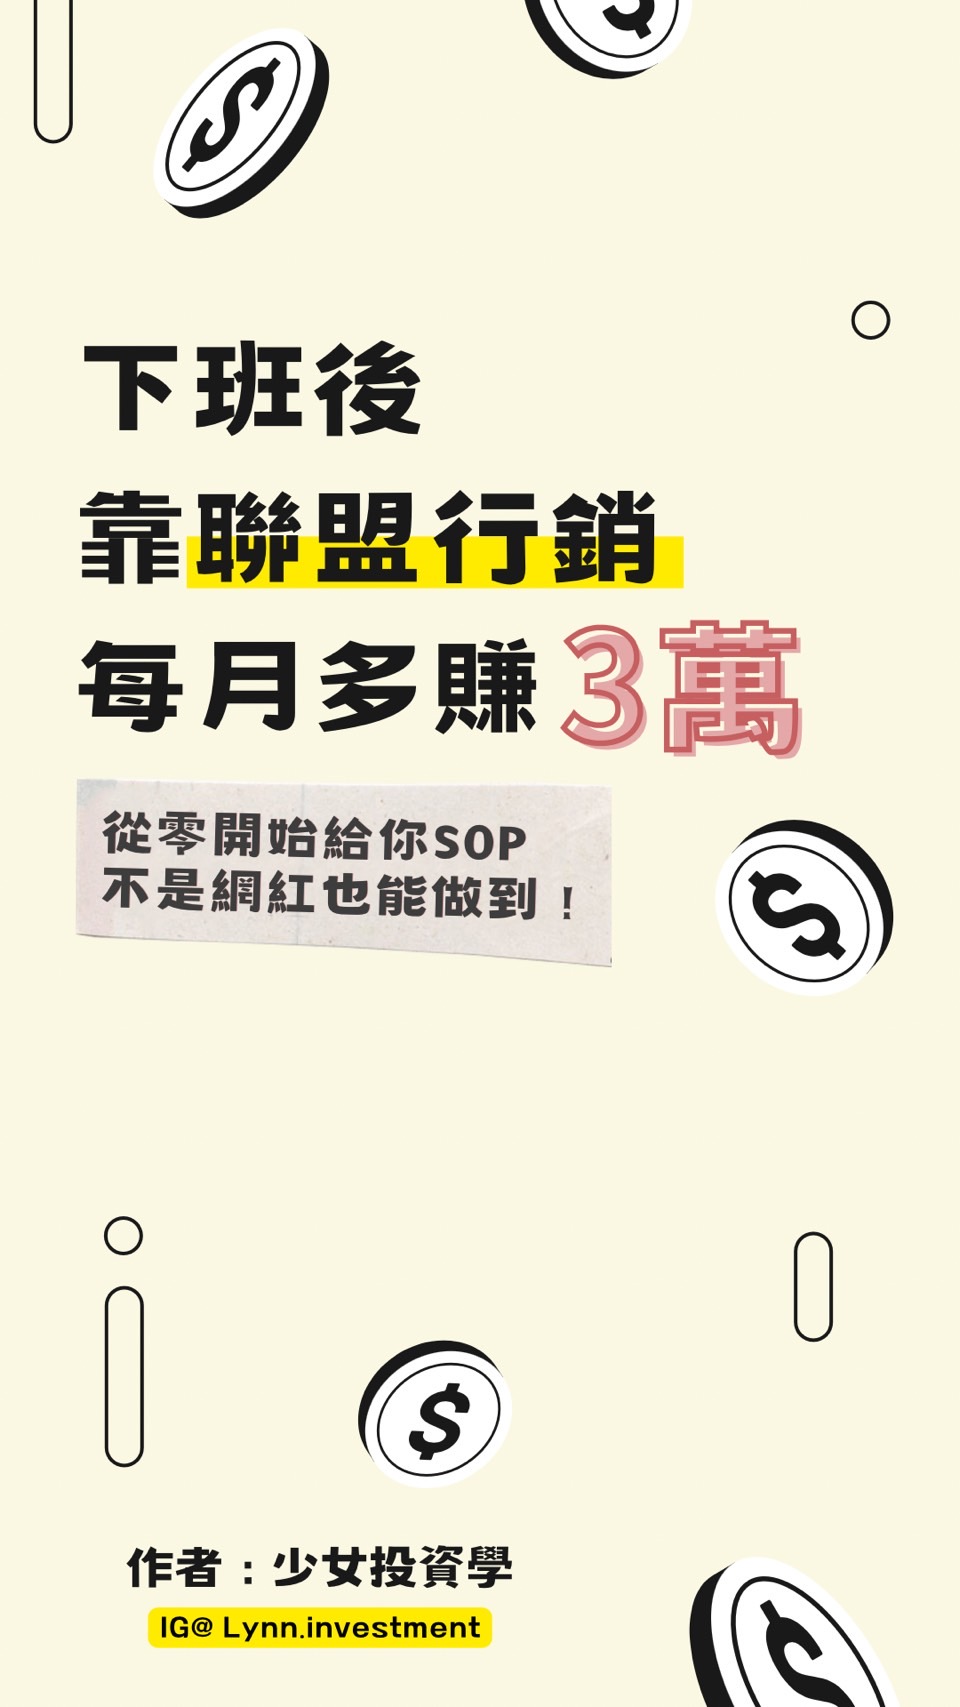 下班後
靠聯盟行銷
每月多賺3萬
從零開始給你SOP
不是網紅也能做到！
作者：少女投資學
IG@ Lynn.investment